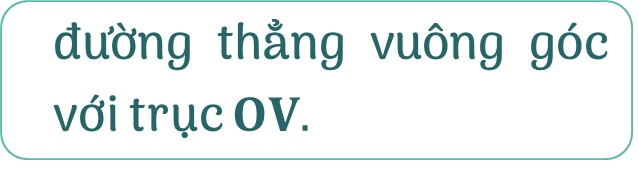 đường thẳng vuông góc
với trục OV.